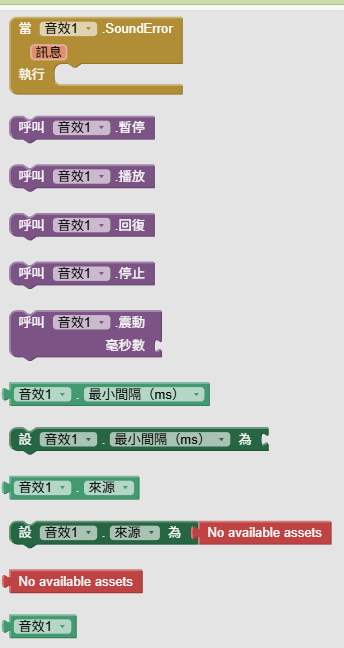 當 音效1 .SoundError
訊息
執行
呼叫 音效1 .暫停
呼叫 音效1 .播放
呼叫 音效1 .回復
呼叫 音效1 .停止
呼叫 音效1 .震動
毫秒數
音效1 . 最小間隔（ms）
設 音效1 . 最小間隔（ms） 為
音效1 . 來源
設 音效1 . 來源 為 No available assets
No available assets
音效1